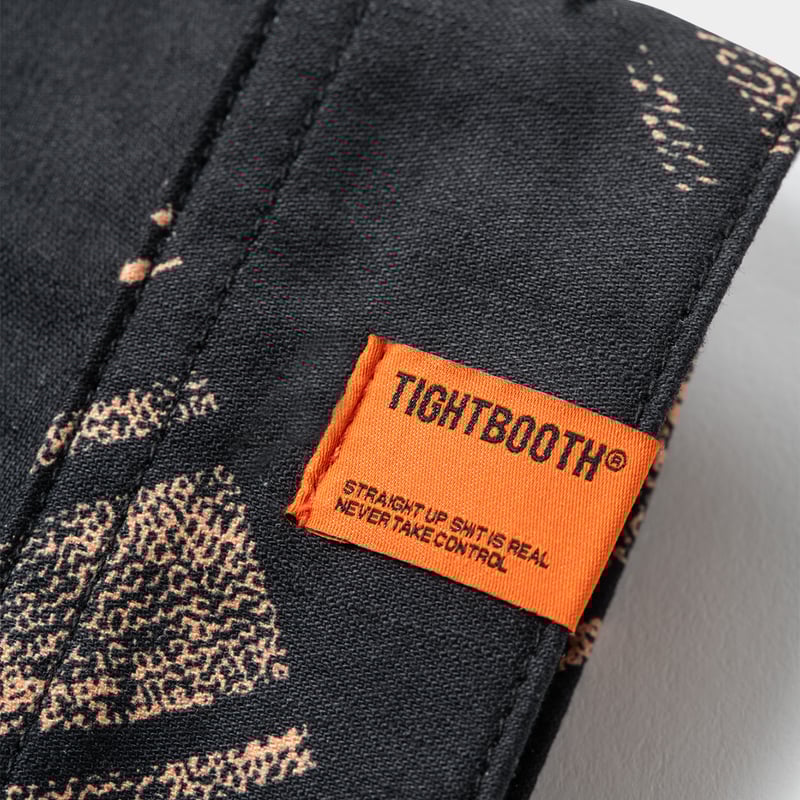 TIGHTBOOTH®
STRAIGHT UP SHIT IS REAL
NEVER TAKE CONTROL